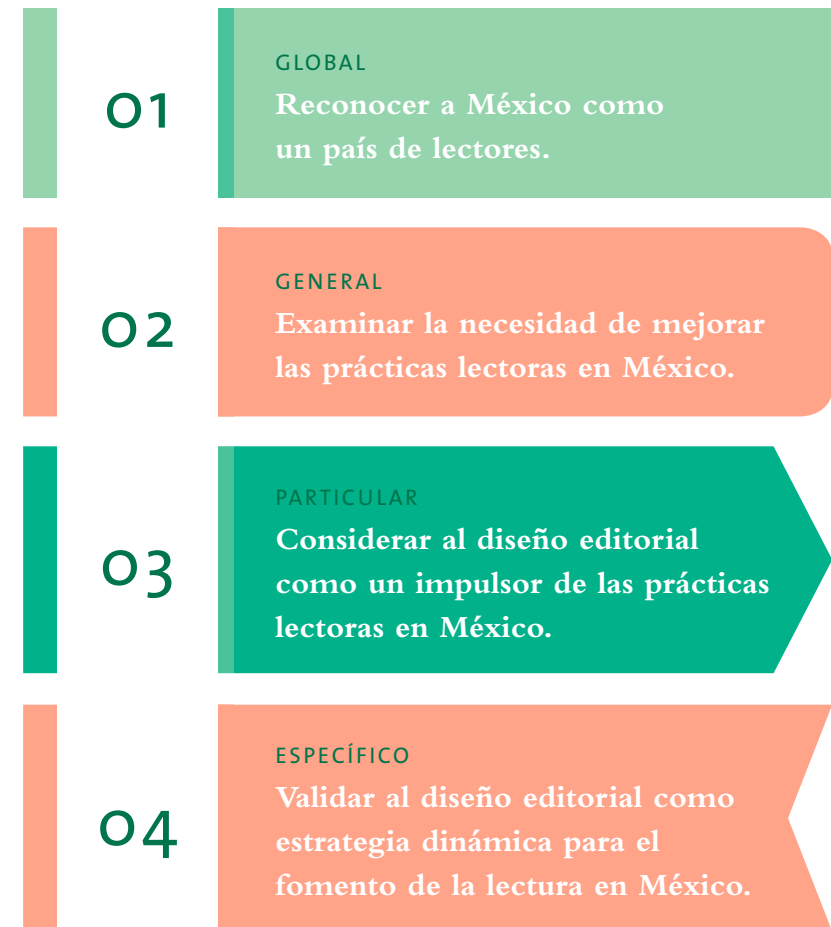 01
GLOBAL
Reconocer a México como
un país de lectores.
02
GENERAL
Examinar la necesidad de mejorar
las prácticas lectoras en México.
03
PARTICULAR
Considerar al diseño editorial
como un impulsor de las prácticas
lectoras en México.
04
ESPECÍFICO
Validar al diseño editorial como
estrategia dinámica para el
fomento de la lectura en México.